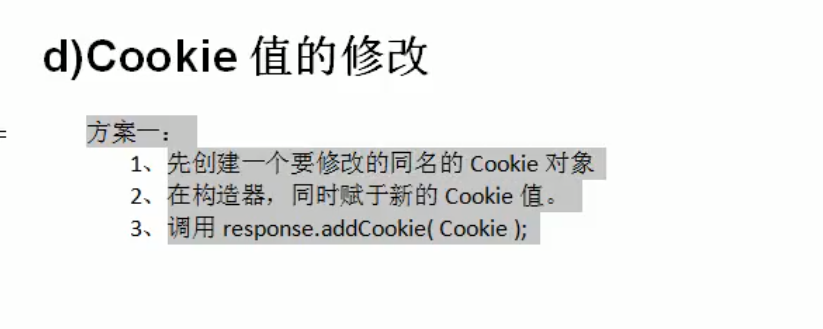 d)Cookie 值的修改
方案一：
1、先创建一个要修改的同名的 Cookie 对象
2、在构造器，同时赋于新的 Cookie 值。
3、调用 response.addCookie( Cookie );